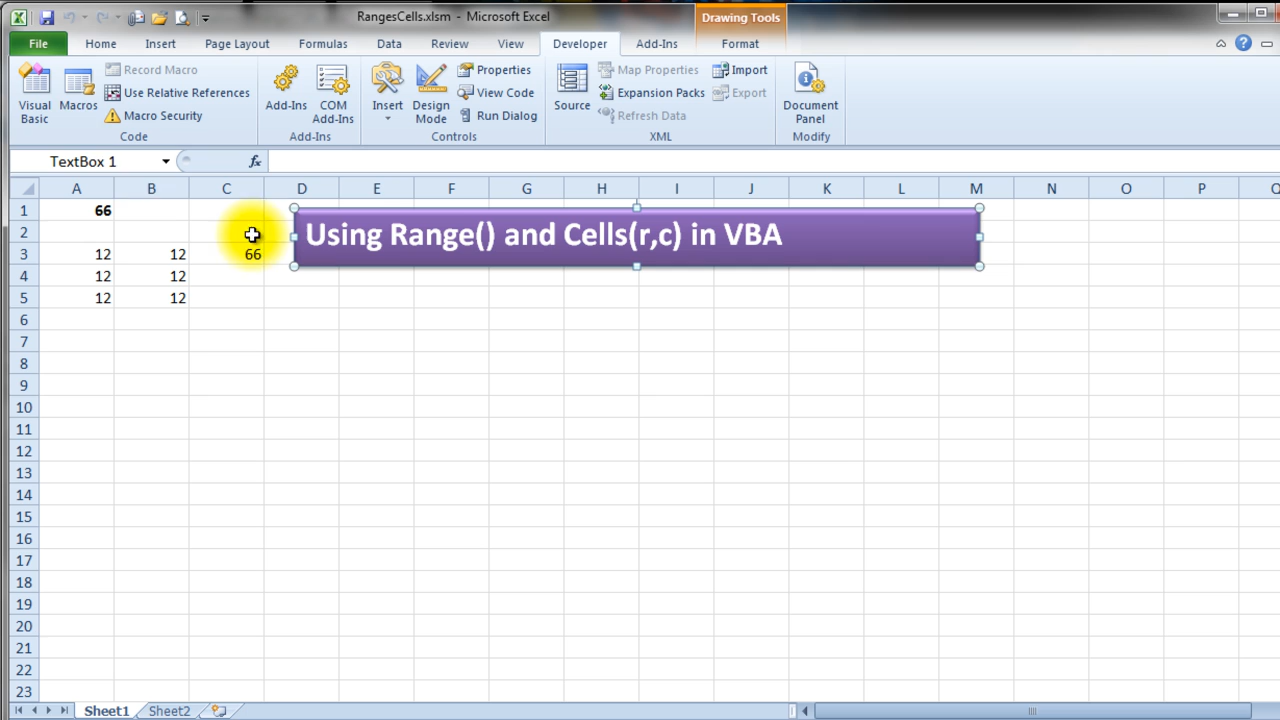 RangesCells.xlsm - Microsoft Excel
Drawing Tools
File Home Insert Page Layout Formulas Data Review View Developer Add-Ins Format
Visual Basic
Macros
Record Macro
Use Relative References
Macro Security
Code
Add-Ins
COM Add-Ins
Add-Ins
Insert
Design Mode
Properties
View Code
Run Dialog
Controls
Source
Map Properties
Expansion Packs
Refresh Data
Import
Export
XML
Document Panel
Modify
TextBox 1 fx
A B C D E F G H I J K L M N O P Q
1 66
2
3 12 12 66
4 12 12
5 12 12
Using Range() and Cells(r,c) in VBA
6
7
8
9
10
11
12
13
14
15
16
17
18
19
20
21
22
23
Sheet1 Sheet2